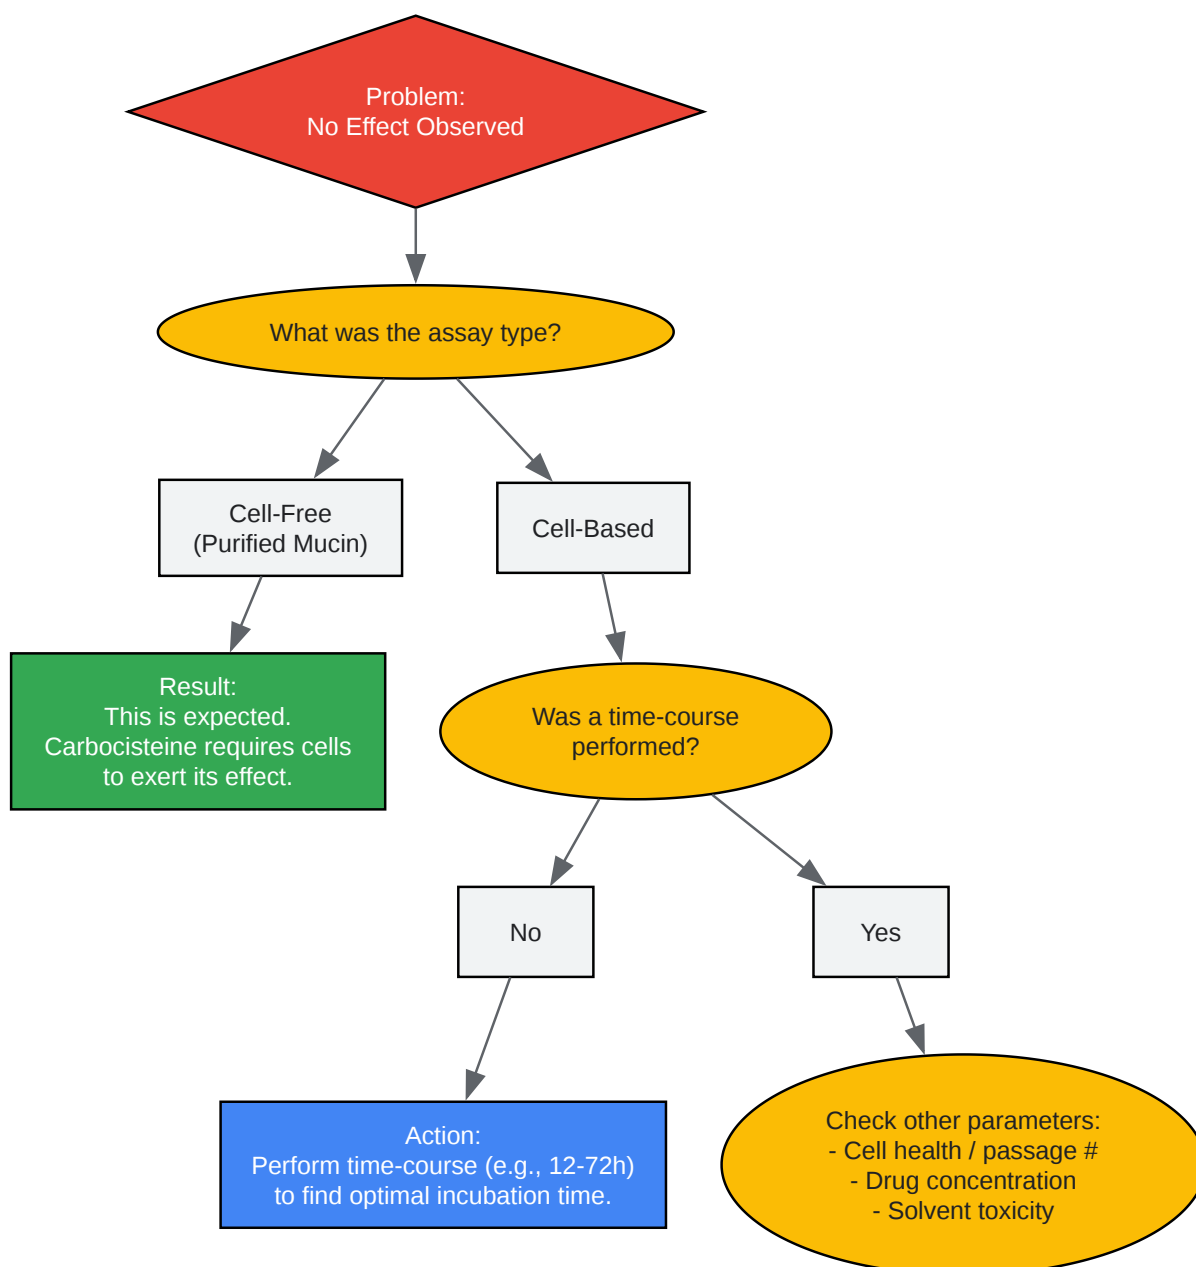 Problem:
No Effect Observed
What was the assay type?
Cell-Free
(Purified Mucin)
Cell-Based
Result:
This is expected.
Carbocisteine requires cells
to exert its effect.
Was a time-course
performed?
No
Yes
Action:
Perform time-course (e.g., 12-72h)
to find optimal incubation time.
Check other parameters:
- Cell health / passage #
- Drug concentration
- Solvent toxicity